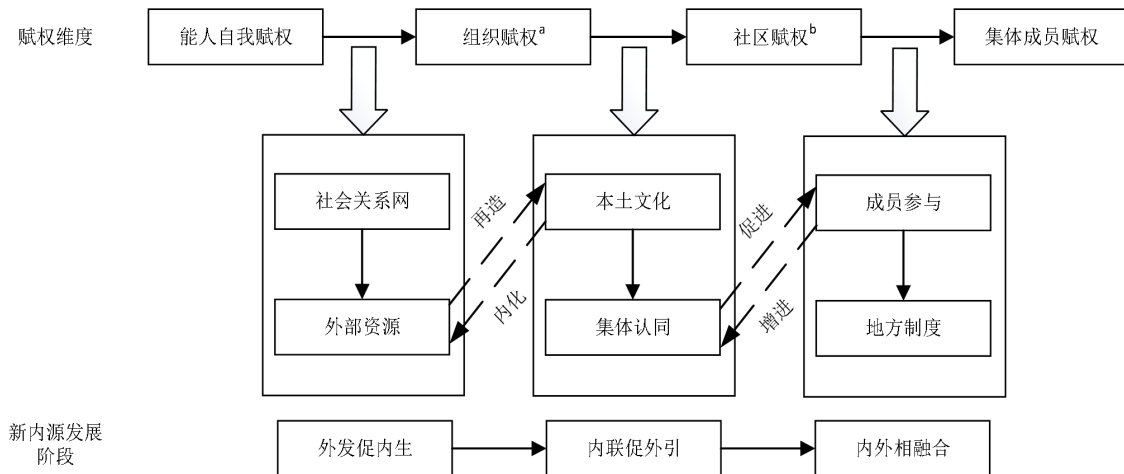 赋权维度
能人自我赋权
组织赋权a
社区赋权b
集体成员赋权
社会关系网
外部资源
再造
内化
本土文化
集体认同
促进
增进
成员参与
地方制度
新内源发展
阶段
外发促内生
内联促外引
内外相融合